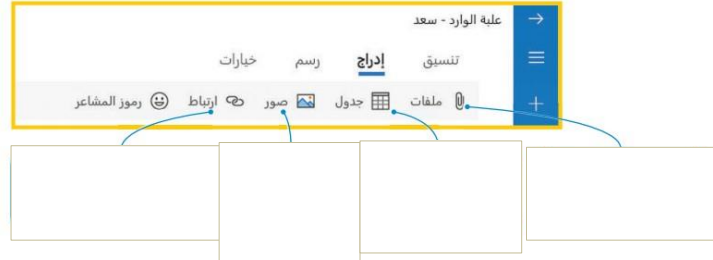 علبة الوارد - سعد
تنسيق إدراج رسم خيارات
ملفات جدول صور ارتباط رموز المشاعر